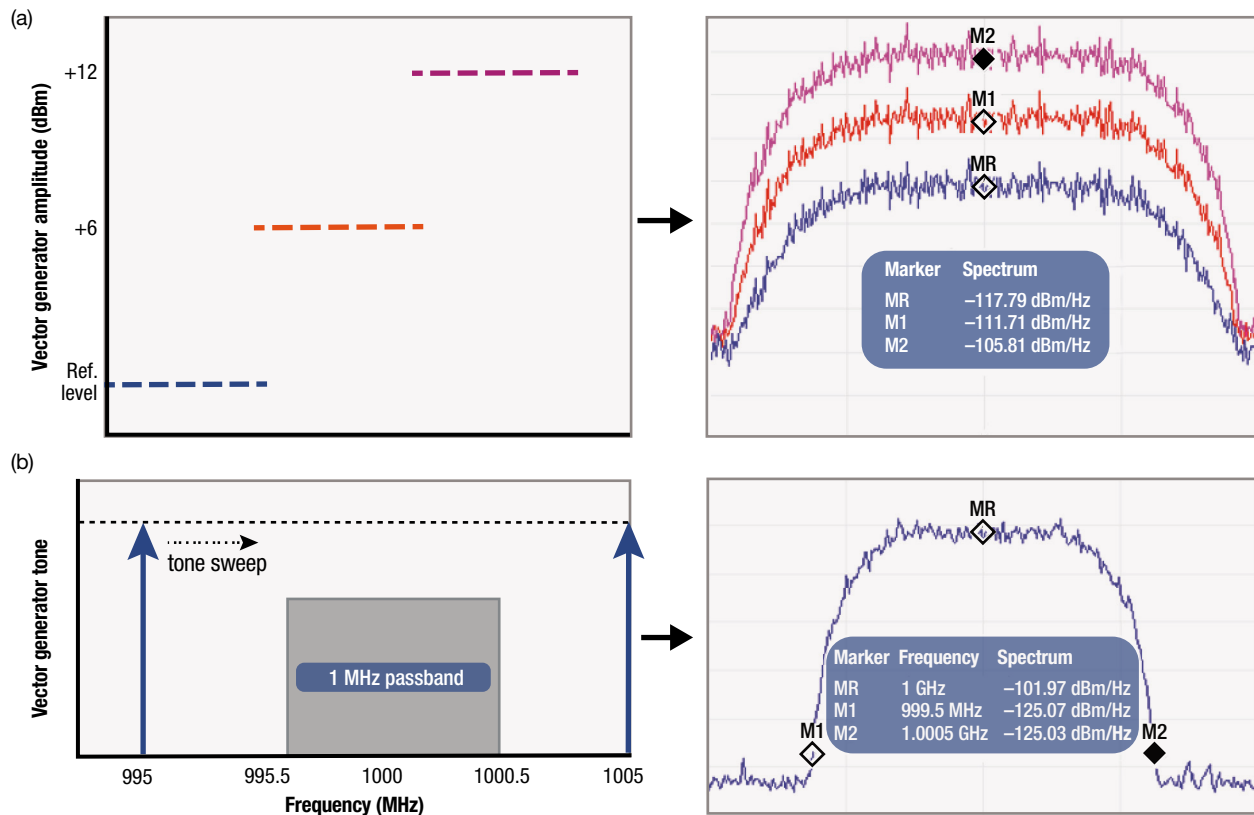 (a)
Vector generator amplitude (dBm)
+12
+6
Ref.
level
M2
M1
MR
Marker Spectrum
MR –117.79 dBm/Hz
M1 –111.71 dBm/Hz
M2 –105.81 dBm/Hz
(b)
Vector generator tone
tone sweep
1 MHz passband
995 995.5 1000 1000.5 1005
Frequency (MHz)
MR
Marker Frequency Spectrum
MR 1 GHz –101.97 dBm/Hz
M1 999.5 MHz –125.07 dBm/Hz
M2 1.0005 GHz –125.03 dBm/Hz
M1
M2